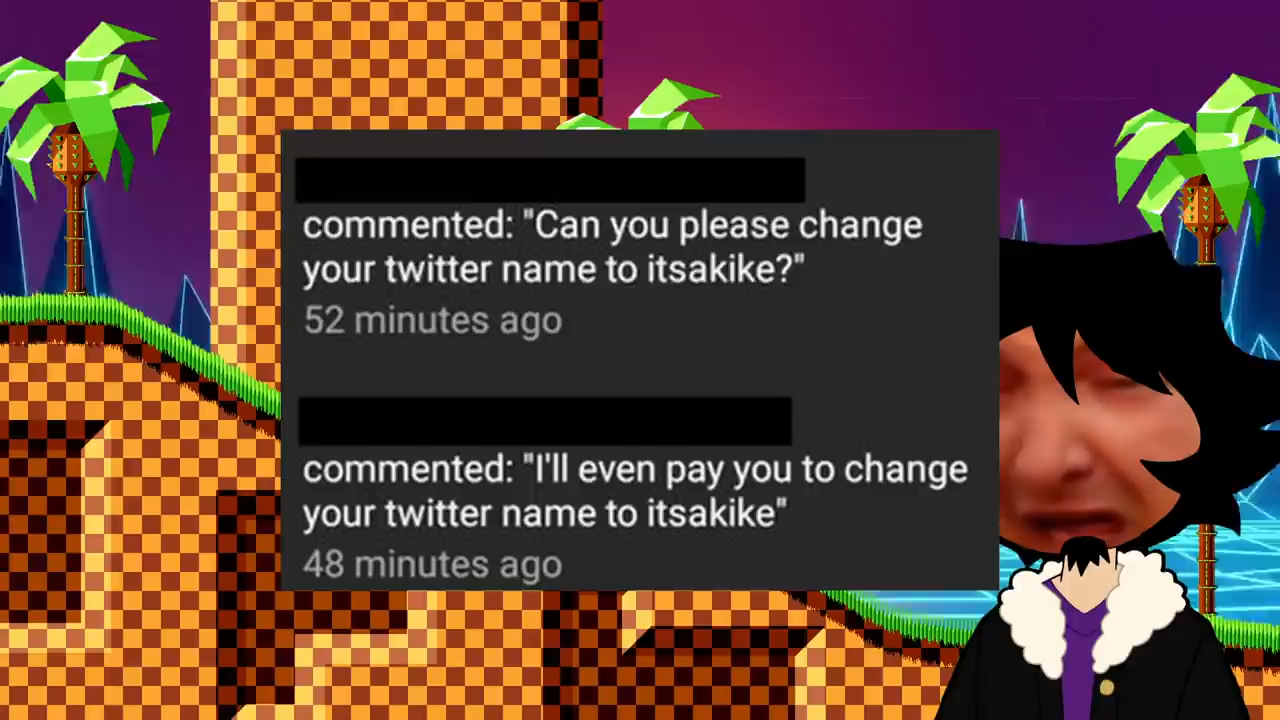 commented: "Can you please change
your twitter name to itsakike?"
52 minutes ago
commented: "I'll even pay you to change
your twitter name to itsakike"
48 minutes ago